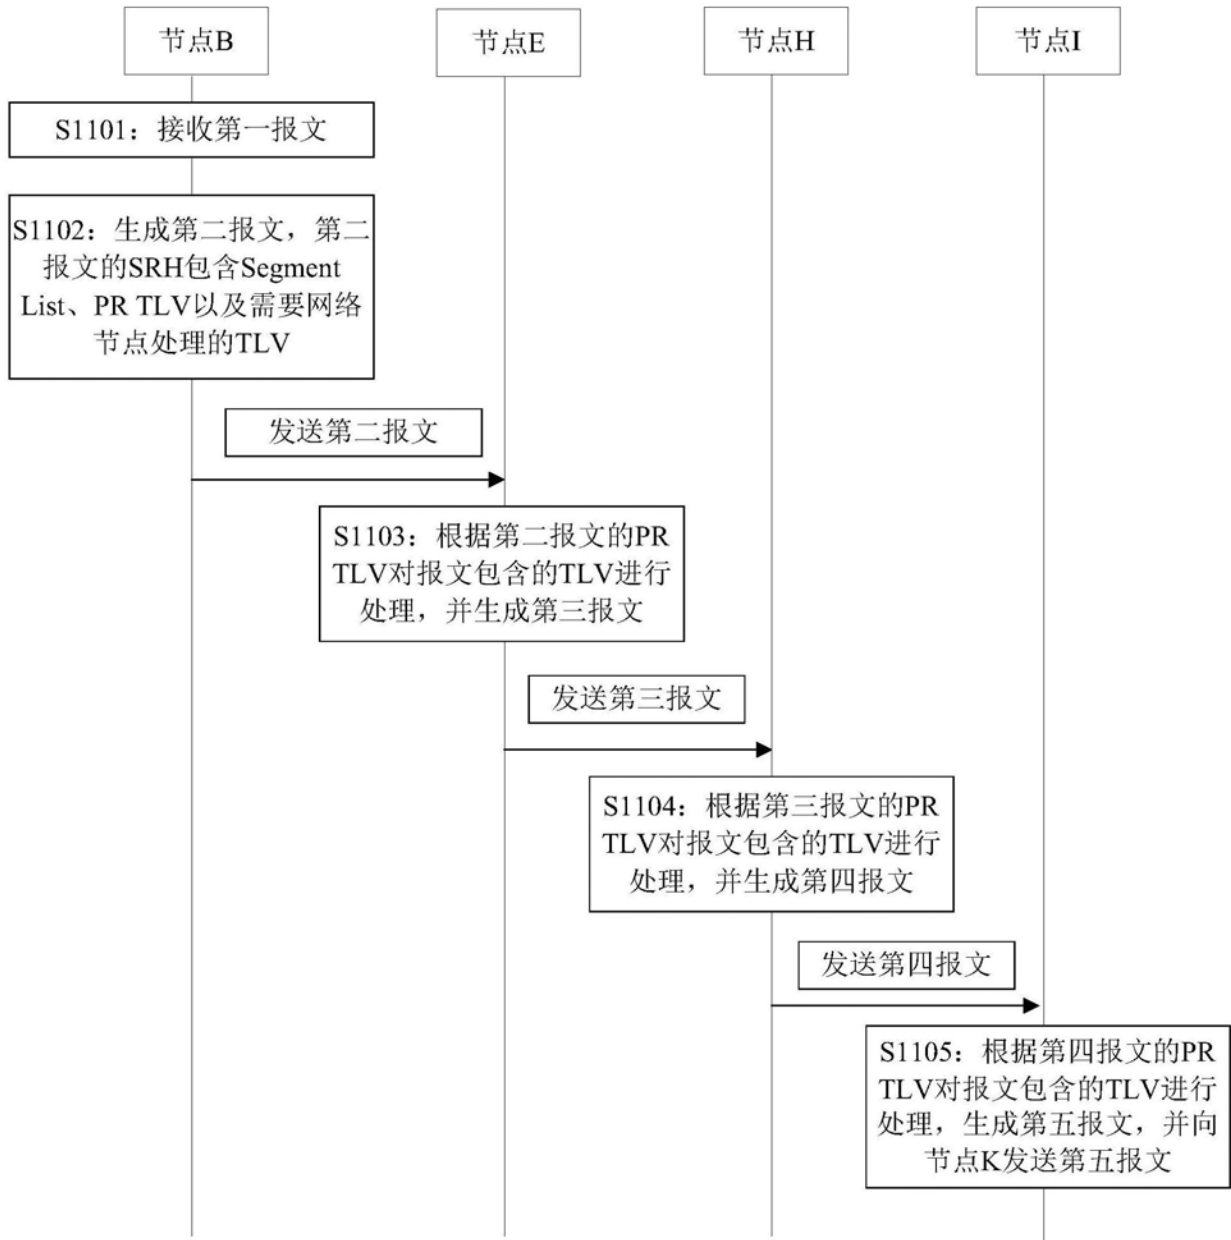 节点B
节点E
节点H
节点I
S1101：接收第一报文
S1102：生成第二报文，第二
报文的SRH包含Segment
List、PR TLV以及需要网络
节点处理的TLV
发送第二报文
S1103：根据第二报文的PR
TLV对报文包含的TLV进行
处理，并生成第三报文
发送第三报文
S1104：根据第三报文的PR
TLV对报文包含的TLV进行
处理，并生成第四报文
发送第四报文
S1105：根据第四报文的PR
TLV对报文包含的TLV进行
处理，生成第五报文，并向
节点K发送第五报文